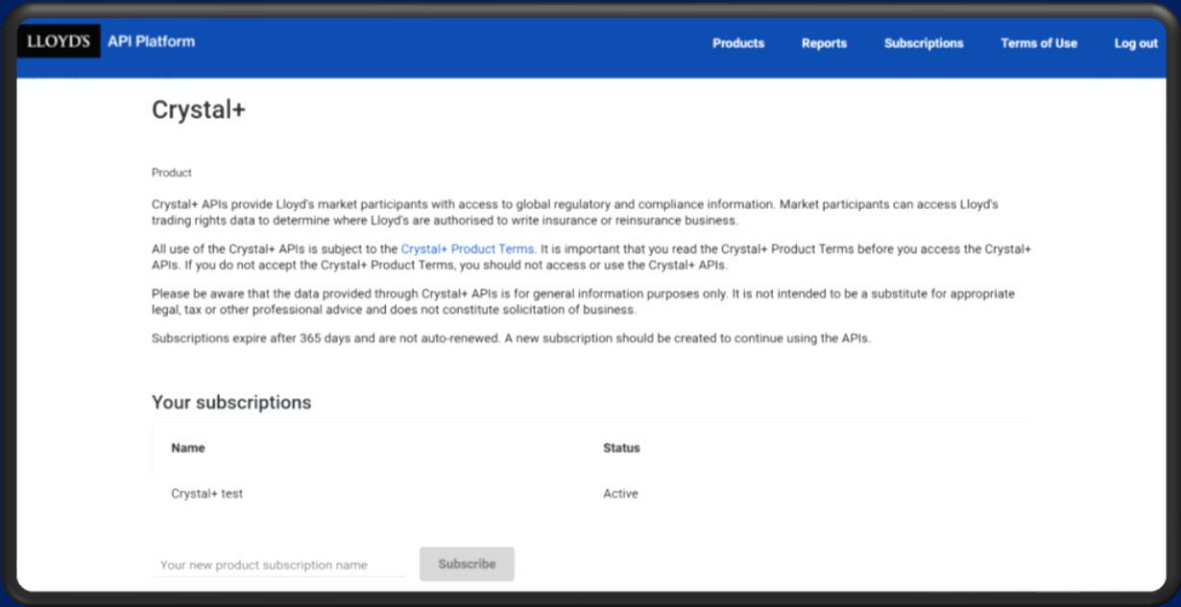 LLOYD'S API Platform Products Reports Subscriptions Terms of Use Log out
Crystal+
Product
Crystal+ APIs provide Lloyd's market participants with access to global regulatory and compliance information. Market participants can access Lloyd's
trading rights data to determine where Lloyd's are authorised to write insurance or reinsurance business.
All use of the Crystal+ APIs is subject to the Crystal+ Product Terms. It is important that you read the Crystal+ Product Terms before you access the Crystal+
APIs. If you do not accept the Crystal+ Product Terms, you should not access or use the Crystal+ APIs.
Please be aware that the data provided through Crystal+ APIs is for general information purposes only. It is not intended to be a substitute for appropriate
legal, tax or other professional advice and does not constitute solicitation of business.
Subscriptions expire after 365 days and are not auto-renewed. A new subscription should be created to continue using the APIs.
Your subscriptions
Name Status
Crystal+ test Active
Your new product subscription name Subscribe